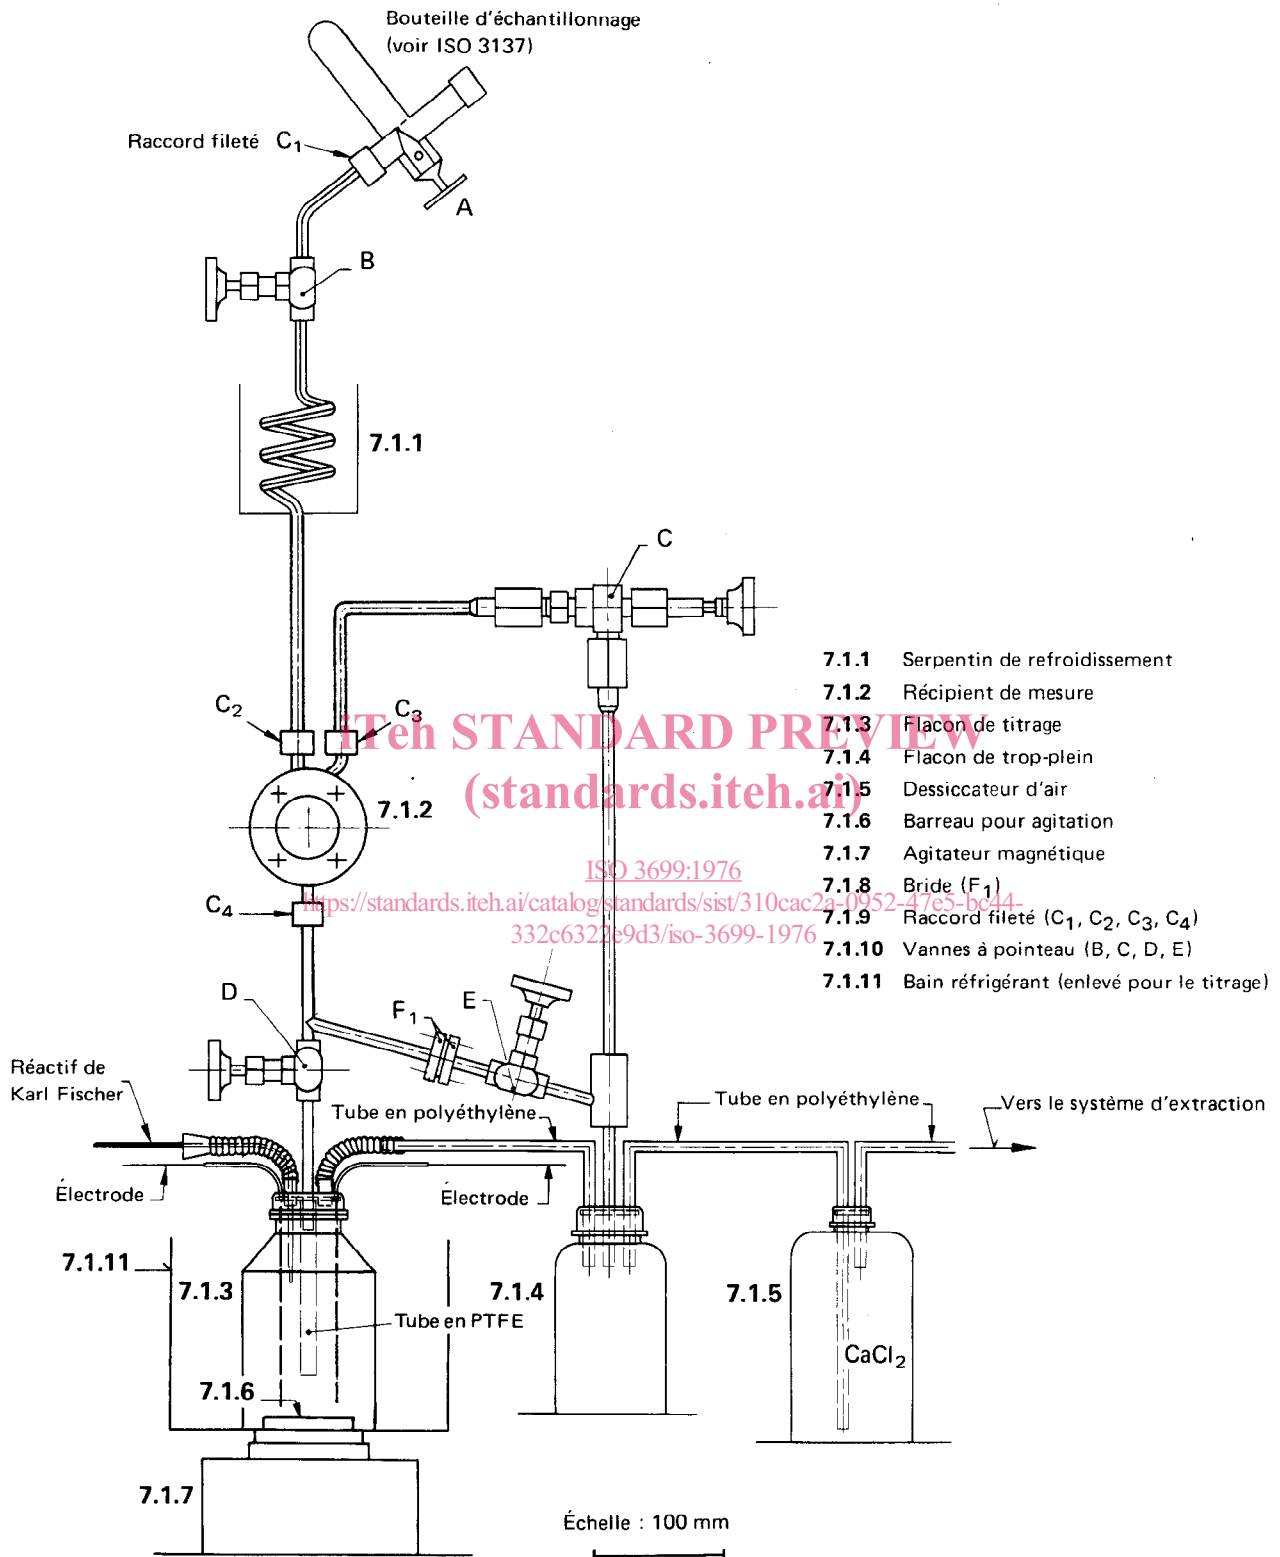 Bouteille d'échantillonnage
(voir ISO 3137)
Raccord fileté C1
A
B
7.1.1
C
C2
C3
7.1.2
7.1.1 Serpentin de refroidissement
7.1.2 Récipient de mesure
7.1.3 Flacon de titrage
7.1.4 Flacon de trop-plein
7.1.5 Dessiccateur d'air
7.1.6 Barreau pour agitation
7.1.7 Agitateur magnétique
7.1.8 Bride (F1)
7.1.9 Raccord fileté (C1, C2, C3, C4)
7.1.10 Vannes à pointeau (B, C, D, E)
7.1.11 Bain réfrigérant (enlevé pour le titrage)
iTeh STANDARD PREVIEW
(standards.iteh.ai)
ISO 3699:1976
https://standards.iteh.ai/catalog/standards/sist/310cac2a-0952-47e5-bc44-
332c6322e9d3/iso-3699-1976
C4
D
F1
E
Réactif de
Karl Fischer
Tube en polyéthylène
Tube en polyéthylène
Vers le système d'extraction
Électrode
Électrode
7.1.11
7.1.3
7.1.4
7.1.5
Tube en PTFE
CaCl2
7.1.6
7.1.7
Échelle : 100 mm